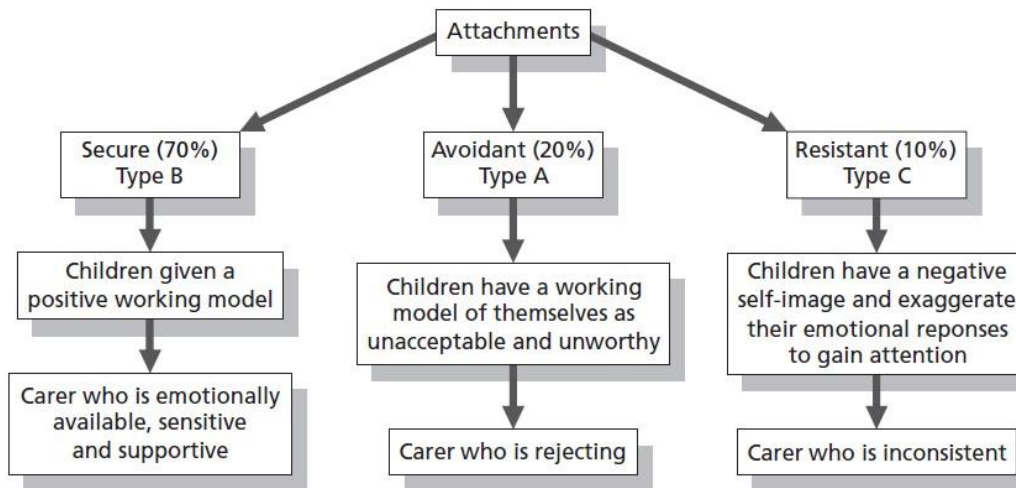 Attachments
Secure (70%)
Type B
Avoidant (20%)
Type A
Resistant (10%)
Type C
Children given a
positive working model
Children have a working
model of themselves as
unacceptable and unworthy
Children have a negative
self-image and exaggerate
their emotional reponses
to gain attention
Carer who is emotionally
available, sensitive
and supportive
Carer who is rejecting
Carer who is inconsistent